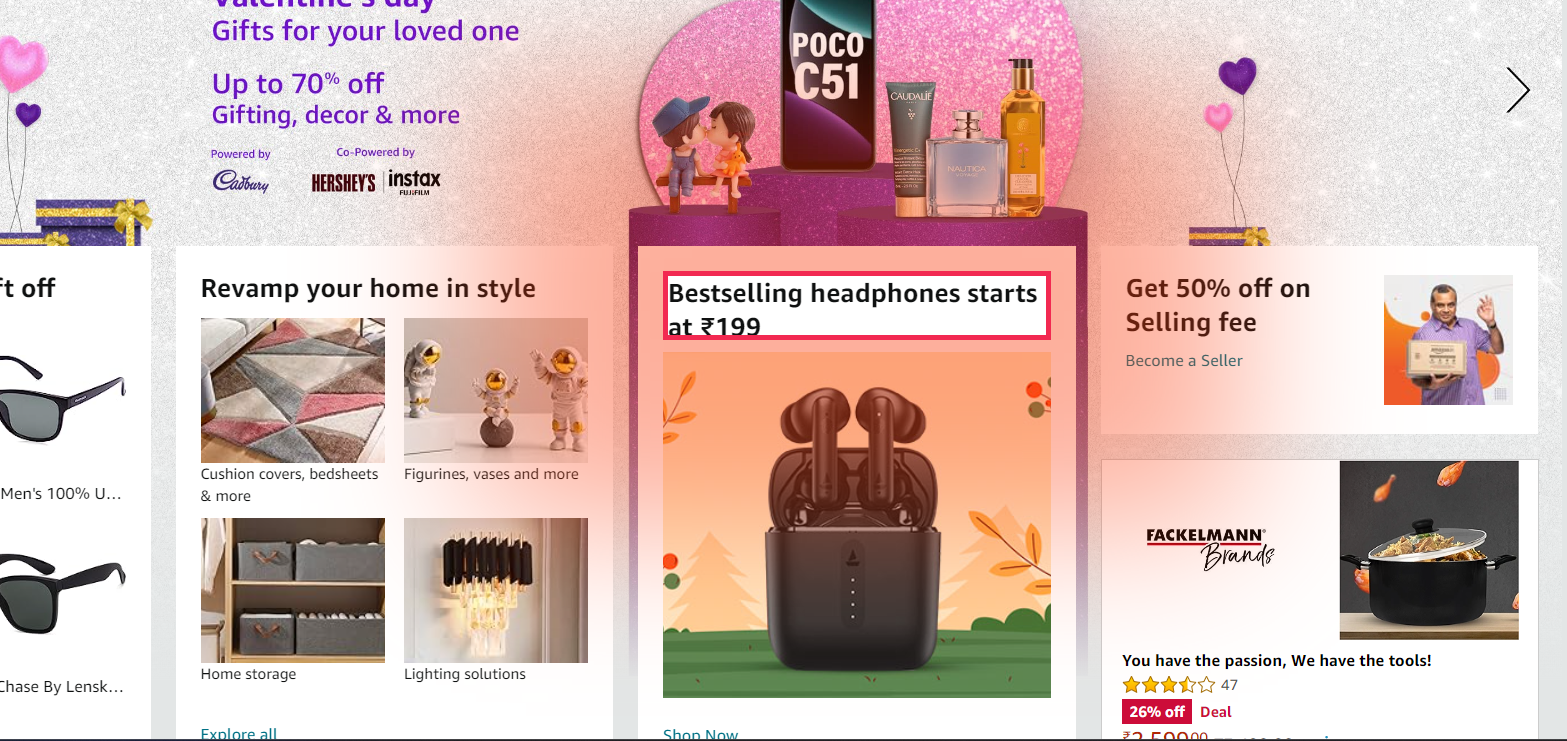 Valentine's day
Gifts for your loved one
Up to 70% off
Gifting, decor & more
Powered by
Co-Powered by
Cadbury
HERSHEY'S
instax
FUJIFILM
POCO
C51
CAUDALIE
NAUTICA
ft off
Men's 100% U...
Chase By Lensk...
Revamp your home in style
Cushion covers, bedsheets
& more
Figurines, vases and more
Home storage
Lighting solutions
Explore all
Bestselling headphones starts
at ₹199
Shop Now
Get 50% off on
Selling fee
Become a Seller
FACKELMANN®
Brands
You have the passion, We have the tools!
47
26% off
Deal
₹2,599.00